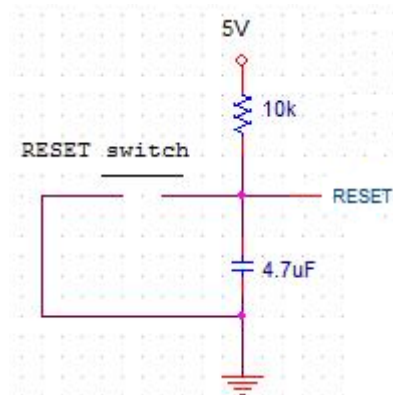 5V
10k
RESET switch
RESET
4.7uF